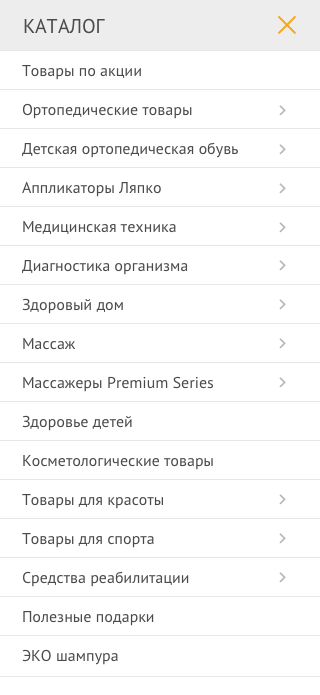 КАТАЛОГ
Товары по акции
Ортопедические товары
Детская ортопедическая обувь
Аппликаторы Ляпко
Медицинская техника
Диагностика организма
Здоровый дом
Массаж
Массажеры Premium Series
Здоровье детей
Косметологические товары
Товары для красоты
Товары для спорта
Средства реабилитации
Полезные подарки
ЭКО шампура